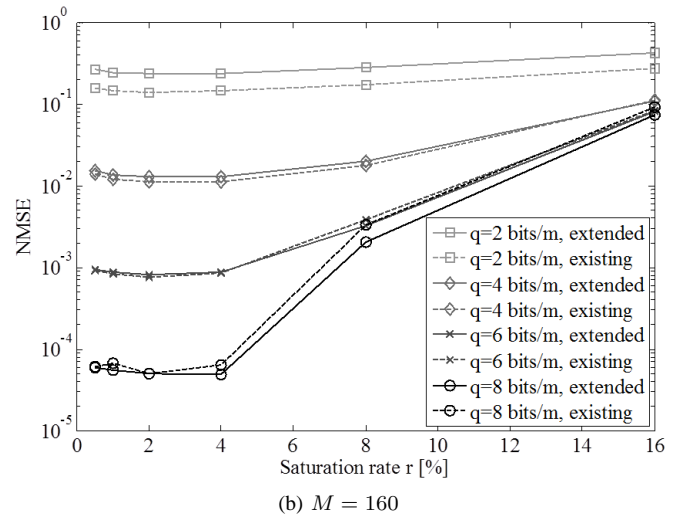 10^0
10^-1
10^-2
10^-3
10^-4
10^-5
NMSE
q=2 bits/m, extended
q=2 bits/m, existing
q=4 bits/m, extended
q=4 bits/m, existing
q=6 bits/m, extended
q=6 bits/m, existing
q=8 bits/m, extended
q=8 bits/m, existing
0 2 4 6 8 10 12 14 16
Saturation rate r [%]
(b) M = 160